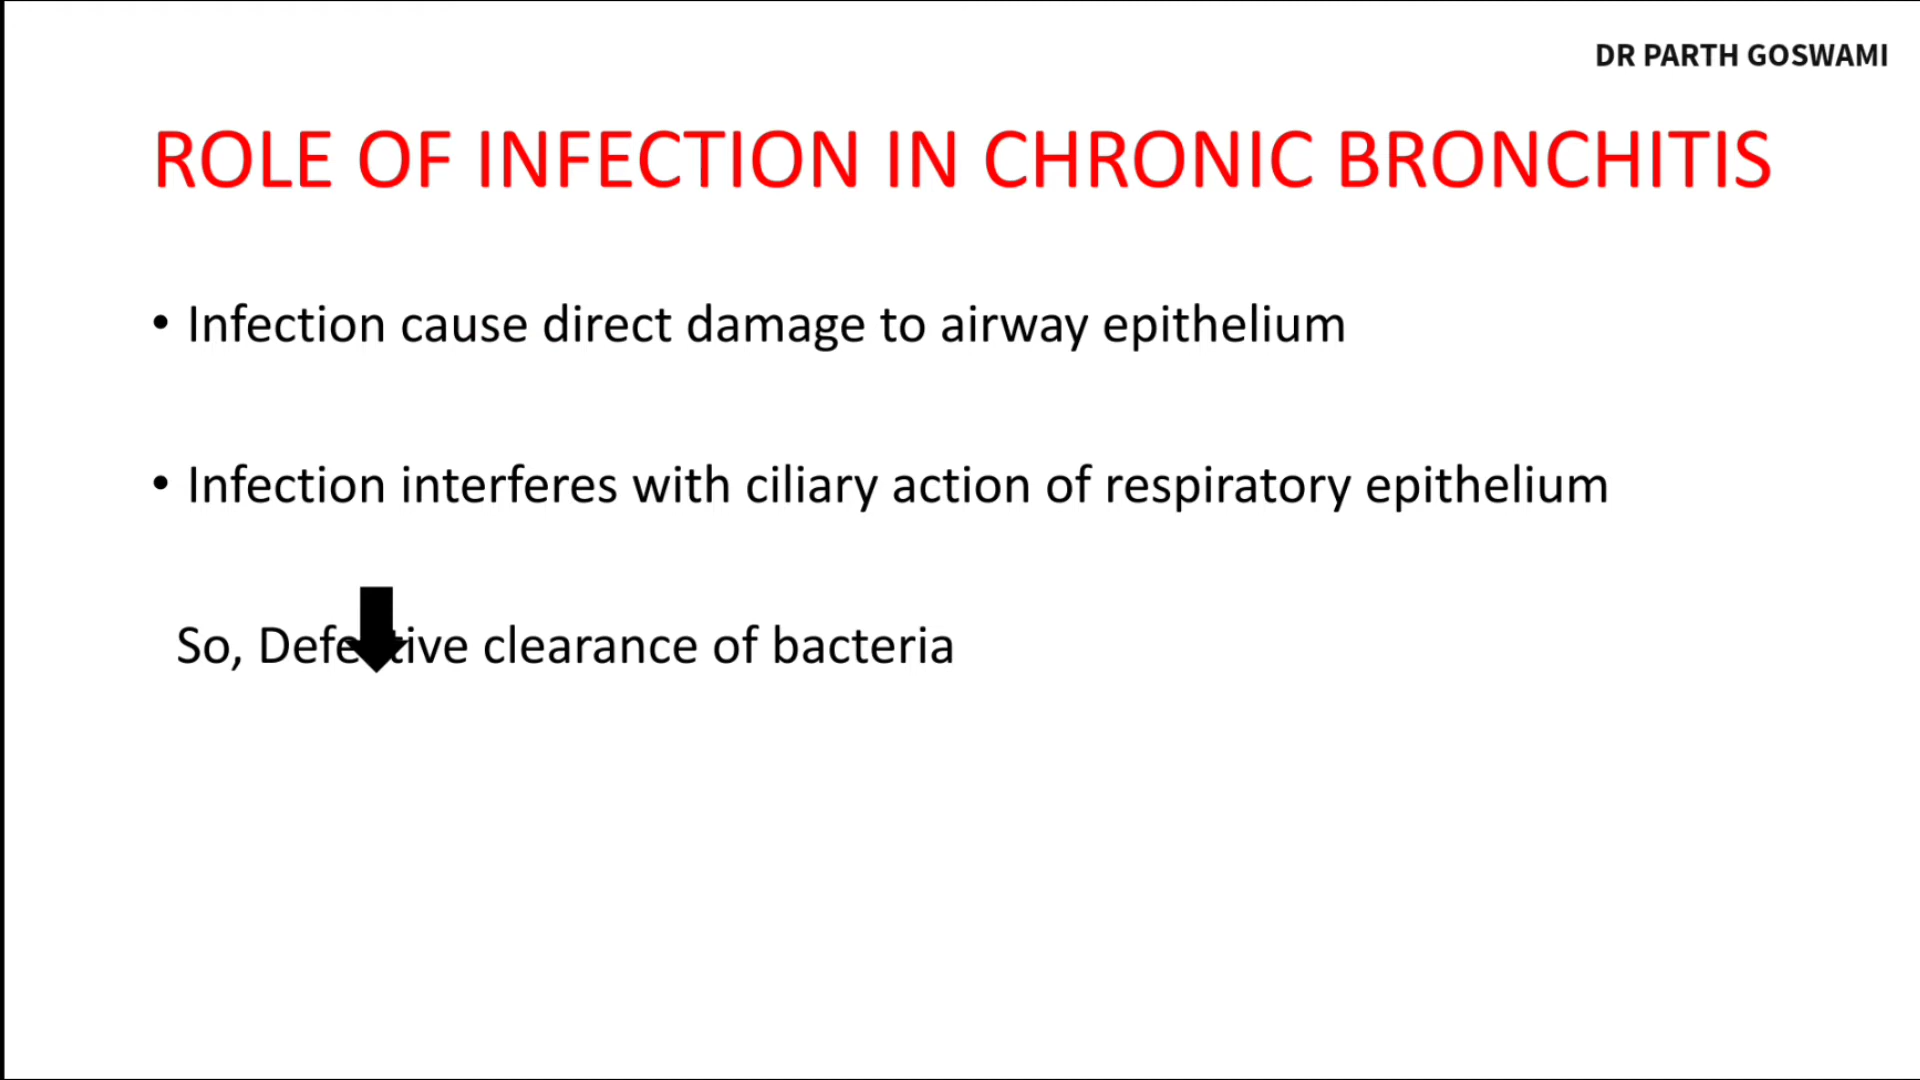 DR PARTH GOSWAMI
ROLE OF INFECTION IN CHRONIC BRONCHITIS
• Infection cause direct damage to airway epithelium
• Infection interferes with ciliary action of respiratory epithelium
So, Defective clearance of bacteria